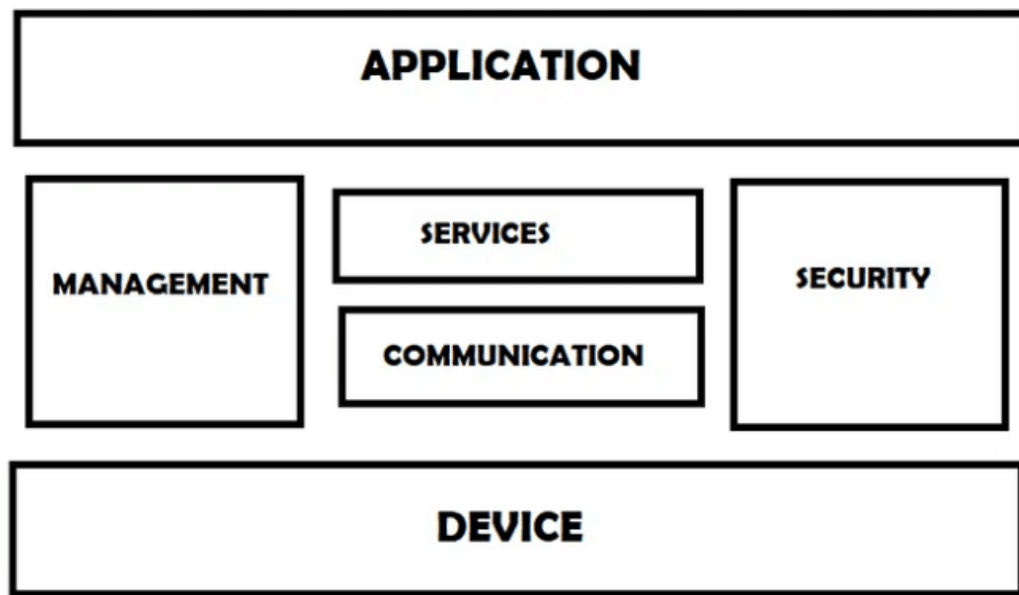 APPLICATION
MANAGEMENT
SERVICES
COMMUNICATION
SECURITY
DEVICE